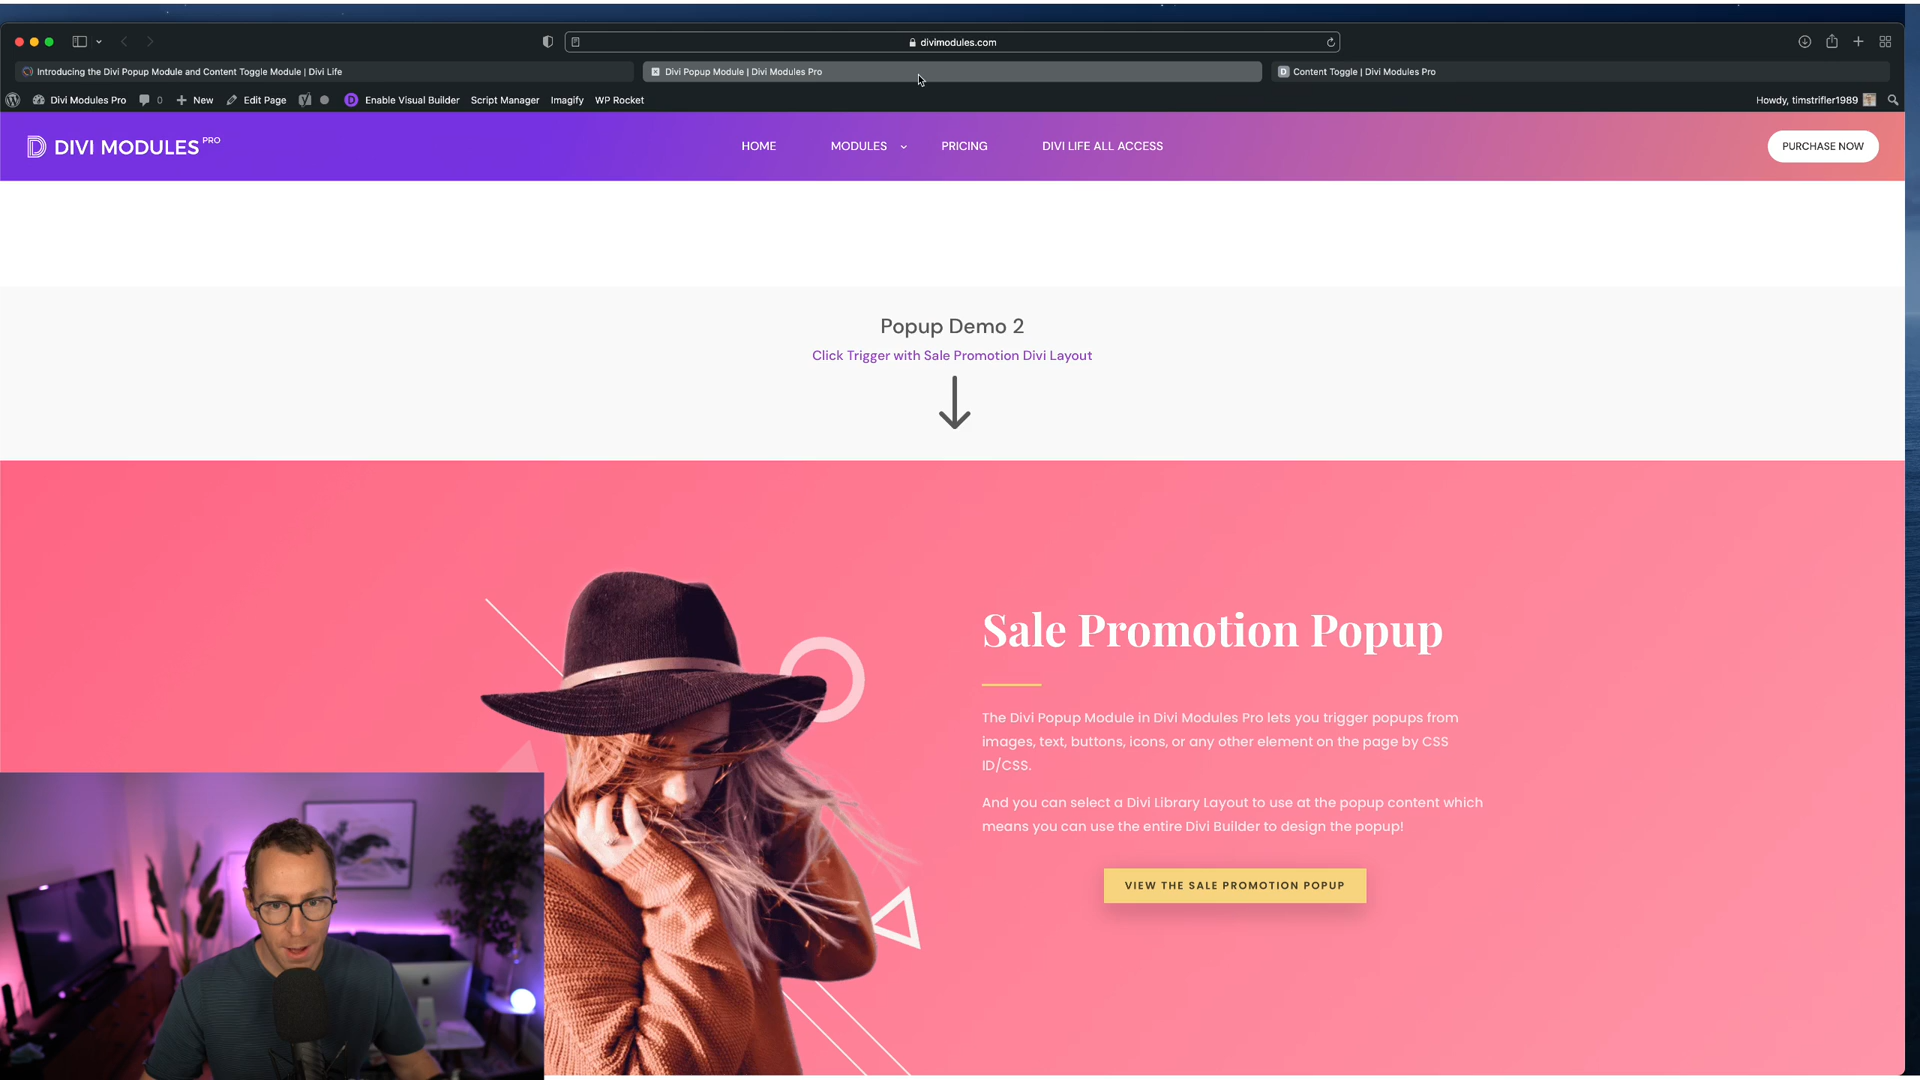 divimodules.com
Introducing the Divi Popup Module and Content Toggle Module | Divi Life
Divi Popup Module | Divi Modules Pro
D Content Toggle | Divi Modules Pro
Divi Modules Pro 0 New Edit Page D Enable Visual Builder Script Manager Imagify WP Rocket
Howdy, timstrifler1989
DIVI MODULES PRO
HOME MODULES PRICING DIVI LIFE ALL ACCESS
PURCHASE NOW
Popup Demo 2
Click Trigger with Sale Promotion Divi Layout
Sale Promotion Popup
The Divi Popup Module in Divi Modules Pro lets you trigger popups from
images, text, buttons, icons, or any other element on the page by CSS
ID/CSS.
And you can select a Divi Library Layout to use at the popup content which
means you can use the entire Divi Builder to design the popup!
VIEW THE SALE PROMOTION POPUP